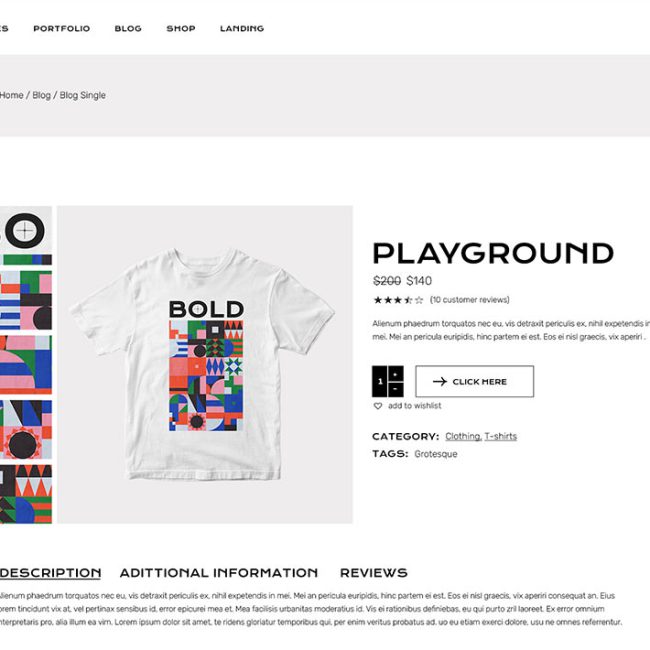 ES PORTFOLIO BLOG SHOP LANDING
Home / Blog / Blog Single
O
BOLD
PLAYGROUND
$200 $140
(10 customer reviews)
Alienum phaedrum torquatos nec eu, vis detraxit periculis ex, nihil expetendis in
mei. Mei an pericula euripidis, hinc partem ei est. Eos ei nisl graecis, vix aperiri .
1 + -
CLICK HERE
add to wishlist
CATEGORY: Clothing, T-shirts
TAGS: Grotesque
DESCRIPTION ADITTIONAL INFORMATION REVIEWS
Alienum phaedrum torquatos nec eu, vis detraxit periculis ex, nihil expetendis in mei. Mei an pericula euripidis, hinc partem ei est. Eos ei nisl graecis, vix aperiri consequat an. Eius
lorem tincidunt vix at, vel pertinax sensibus id, error epicurei mea et. Mea facilisis urbanitas moderatius id. Vis ei rationibus definiebas, eu qui purto zril laoreet. Ex error omnium
interpretaris pro, alia illum ea vim. Lorem ipsum dolor sit amet, te ridens gloriatur temporibus qui, per enim veritus probatus ad. uo eu etiam exerci dolore, usu ne omnes referrentur.